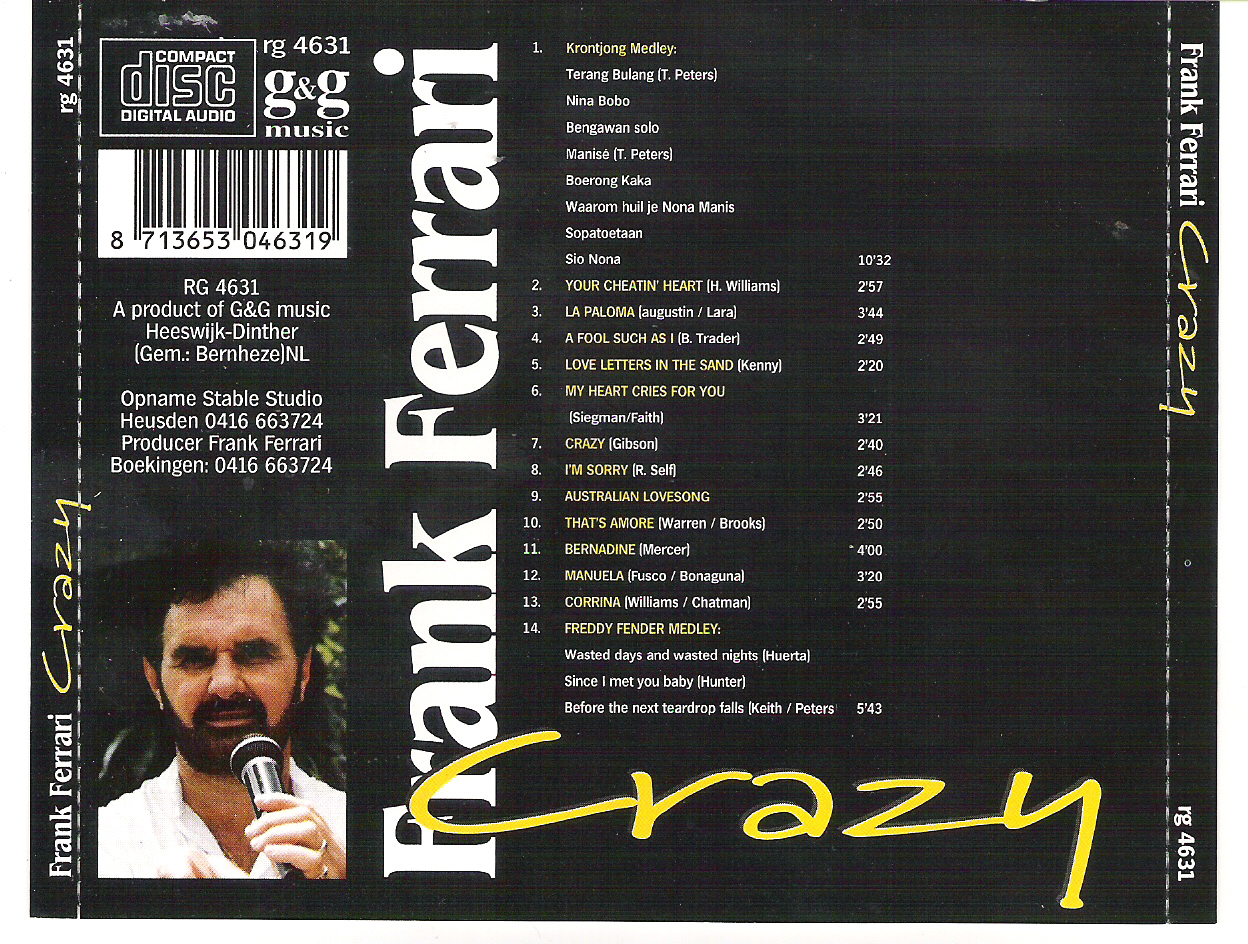 rg 4631
Frank Ferrari Crazy
COMPACT
disc
DIGITAL AUDIO
rg 4631
g&g
music
8 713653 046319
RG 4631
A product of G&G music
Heeswijk-Dinther
(Gem.: Bernheze)NL
Opname Stable Studio
Heusden 0416 663724
Producer Frank Ferrari
Boekingen: 0416 663724
Frank Ferrari
Crazy
1. Krontjong Medley:
Terang Bulang (T. Peters)
Nina Bobo
Bengawan solo
Manisé (T. Peters)
Boerong Kaka
Waarom huil je Nona Manis
Sopatoetaan
Sio Nona 10'32
2. YOUR CHEATIN' HEART (H. Williams) 2'57
3. LA PALOMA (augustin / Lara) 3'44
4. A FOOL SUCH AS I (B. Trader) 2'49
5. LOVE LETTERS IN THE SAND (Kenny) 2'20
6. MY HEART CRIES FOR YOU
(Siegman/Faith) 3'21
7. CRAZY (Gibson) 2'40
8. I'M SORRY (R. Self) 2'46
9. AUSTRALIAN LOVESONG 2'55
10. THAT'S AMORE (Warren / Brooks) 2'50
11. BERNADINE (Mercer) 4'00
12. MANUELA (Fusco / Bonaguna) 3'20
13. CORRINA (Williams / Chatman) 2'55
14. FREDDY FENDER MEDLEY:
Wasted days and wasted nights (Huerta)
Since I met you baby (Hunter)
Before the next teardrop falls (Keith / Peters 5'43
Frank Ferrari Crazy
rg 4631